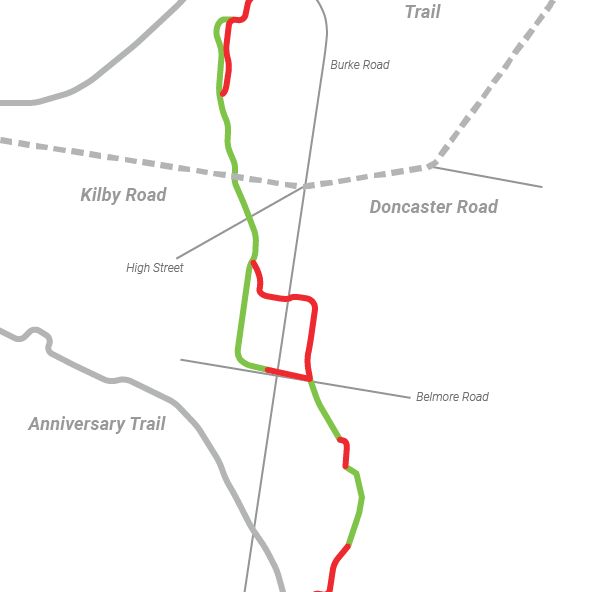 Trail
Burke Road
Kilby Road
Doncaster Road
High Street
Belmore Road
Anniversary Trail